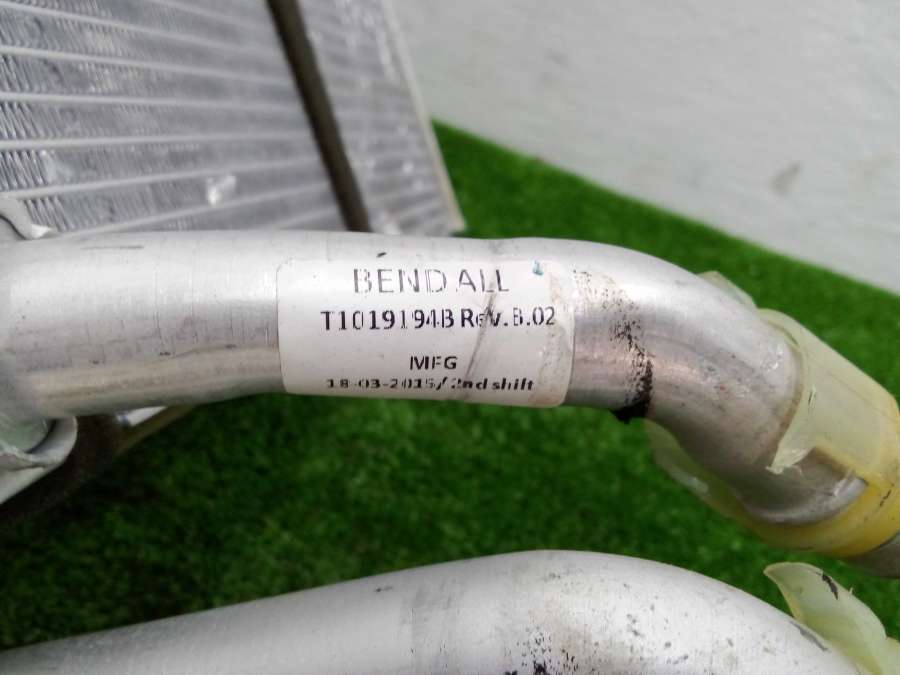 BEND ALL
T1019194B ReV.B.02
MFG
18-03-2015/2nd shift